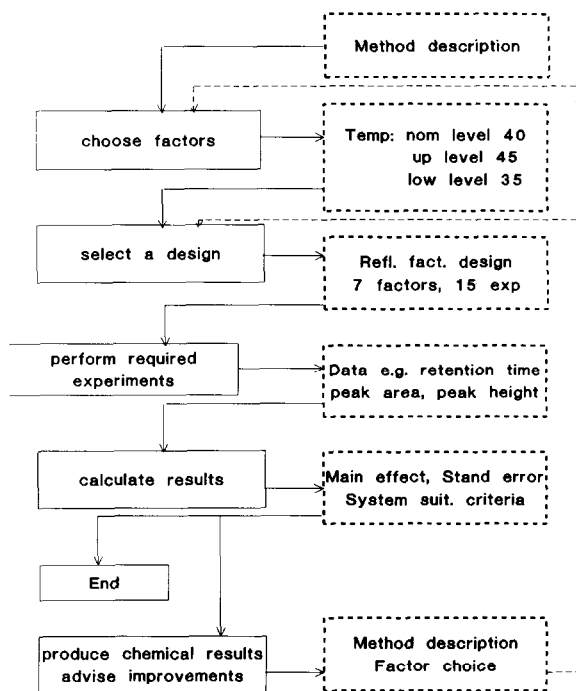 Method description
choose factors
Temp: nom level 40
up level 45
low level 35
select a design
Refl. fact. design
7 factors, 15 exp
perform required
experiments
Data e.g. retention time
peak area, peak height
calculate results
Main effect, Stand error
System suit. criteria
End
produce chemical results
advise improvements
Method description
Factor choice